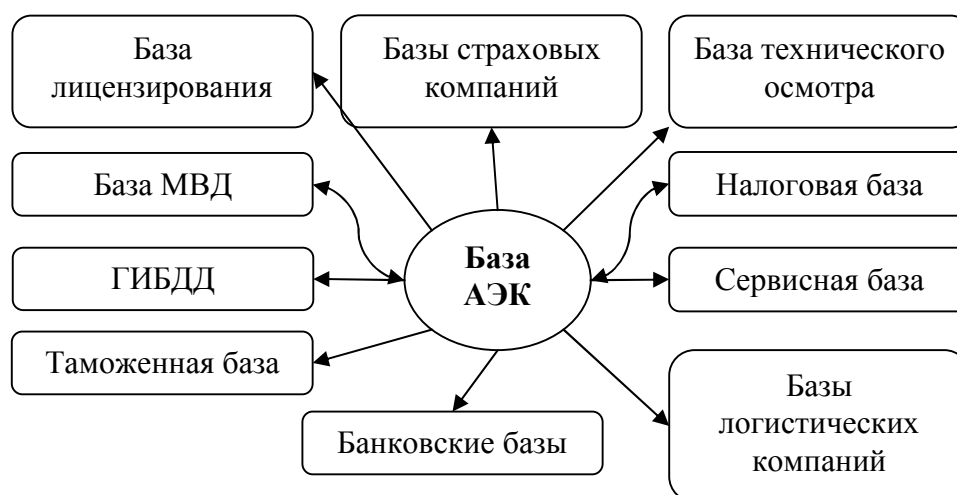 База
лицензирования
Базы страховых
компаний
База технического
осмотра
База МВД
Налоговая база
База
АЭК
ГИБДД
Сервисная база
Таможенная база
Банковские базы
Базы
логистических
компаний